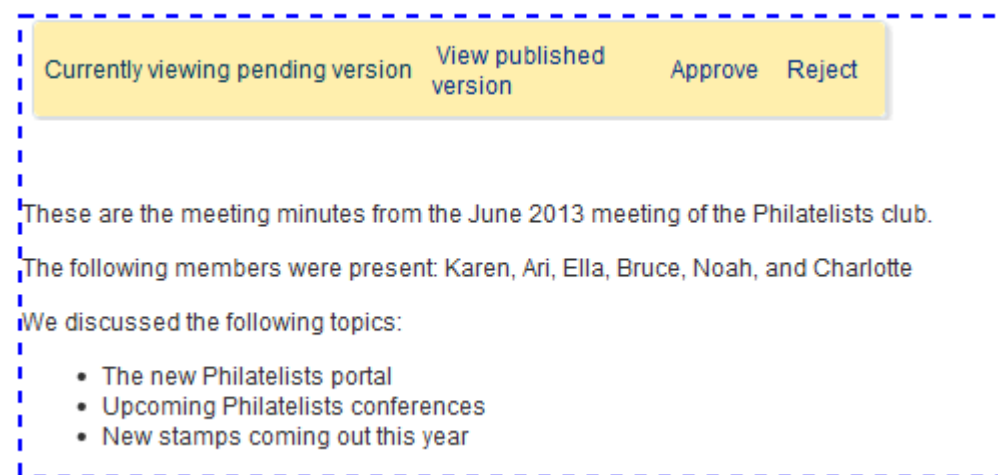 Currently viewing pending version
View published
version
Approve
Reject
These are the meeting minutes from the June 2013 meeting of the Philatelists club.
The following members were present: Karen, Ari, Ella, Bruce, Noah, and Charlotte
We discussed the following topics:
• The new Philatelists portal
• Upcoming Philatelists conferences
• New stamps coming out this year